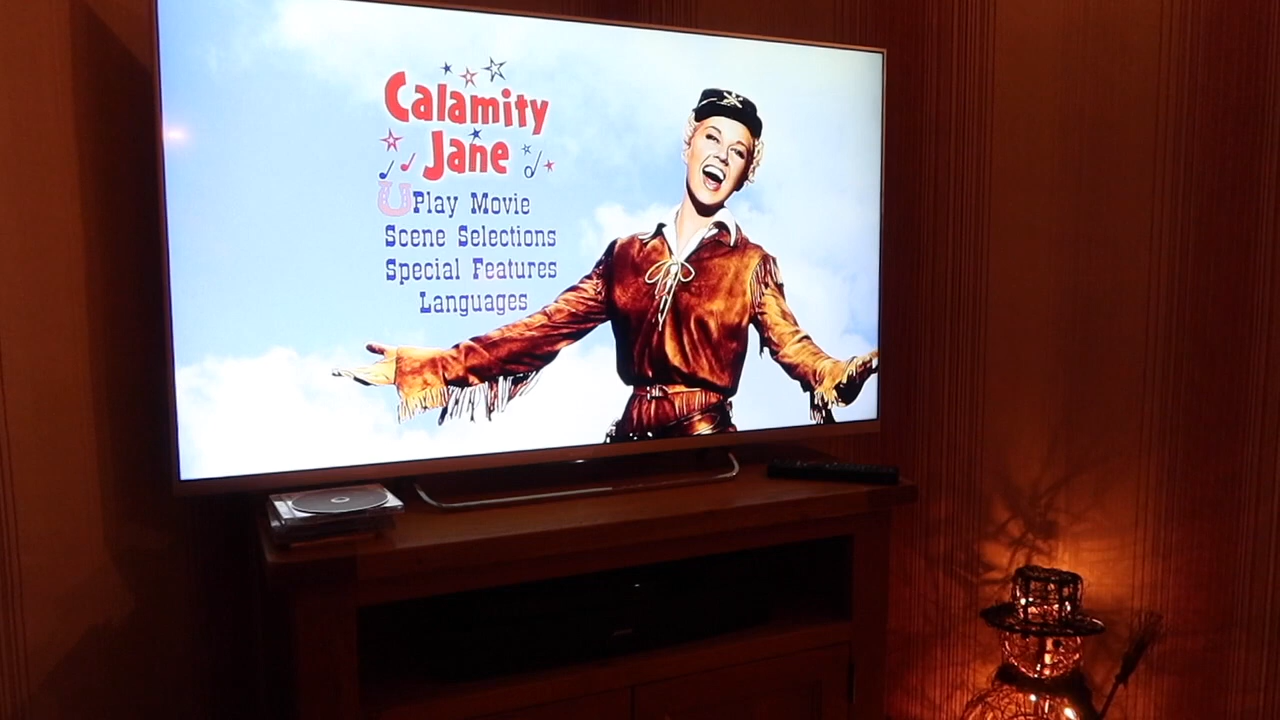 Calamity
Jane
Play Movie
Scene Selections
Special Features
Languages